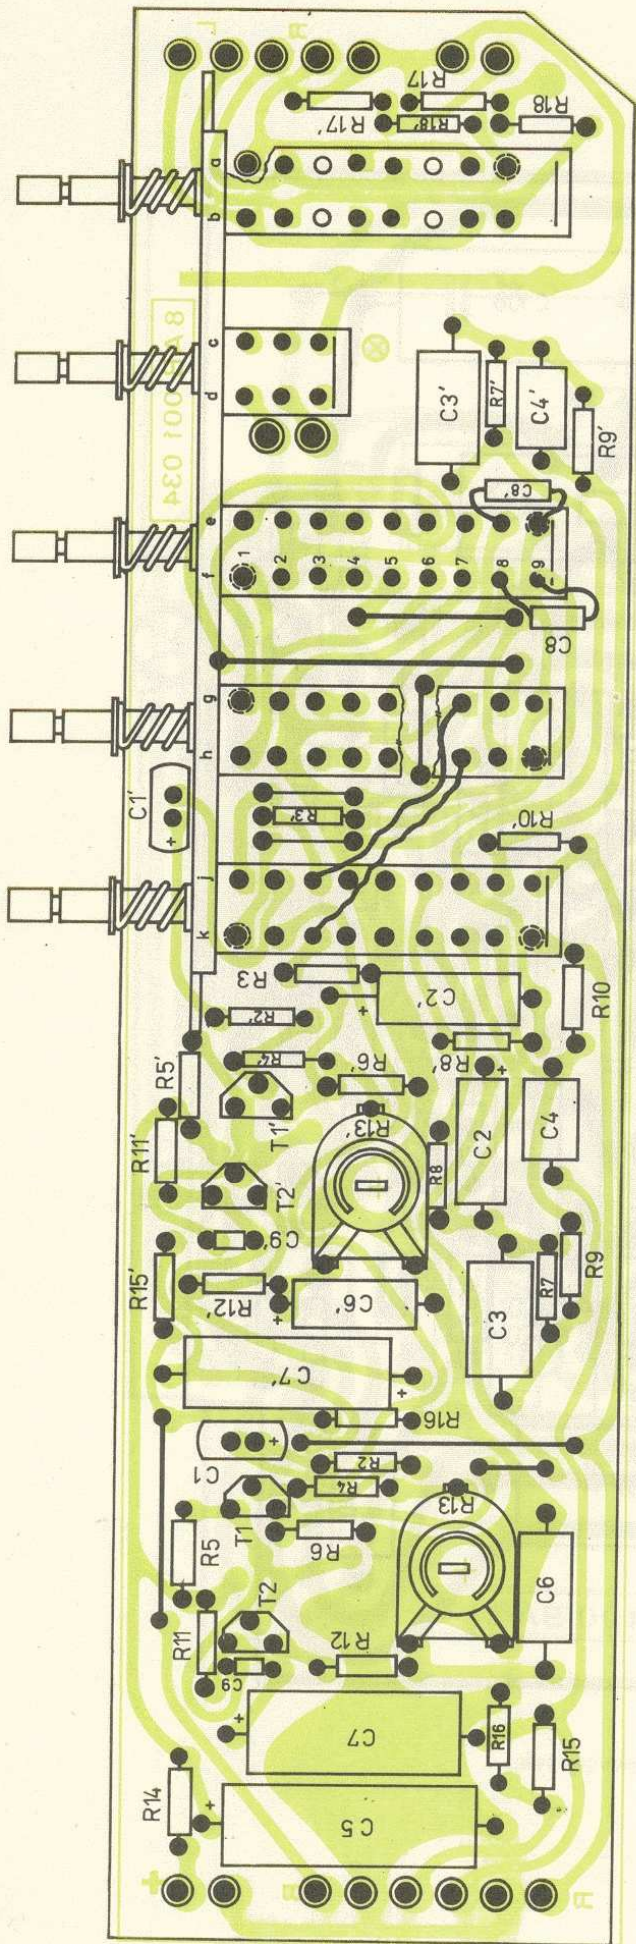 R17
R17'
R18'
R18
a
b
c
d
C3'
R7'
C4'
R9'
C8'
e
f
1
2
3
4
5
6
7
8
9
C8
g
h
C1'
+
R3'
R10'
j
k
R3
R2'
+
C2'
R10
R4'
R8'
R5'
R6'
+
T1'
R13'
R11'
R8
C2
C4
T2'
C9'
R15'
R12'
+
C6'
C3
R7
R9
C7'
+
R16
C1
+
R2
R4
R13
T1
R5
R6
C6
T2
R11
C9
R12
+
C7
R16
R15
R14
+
C5
+